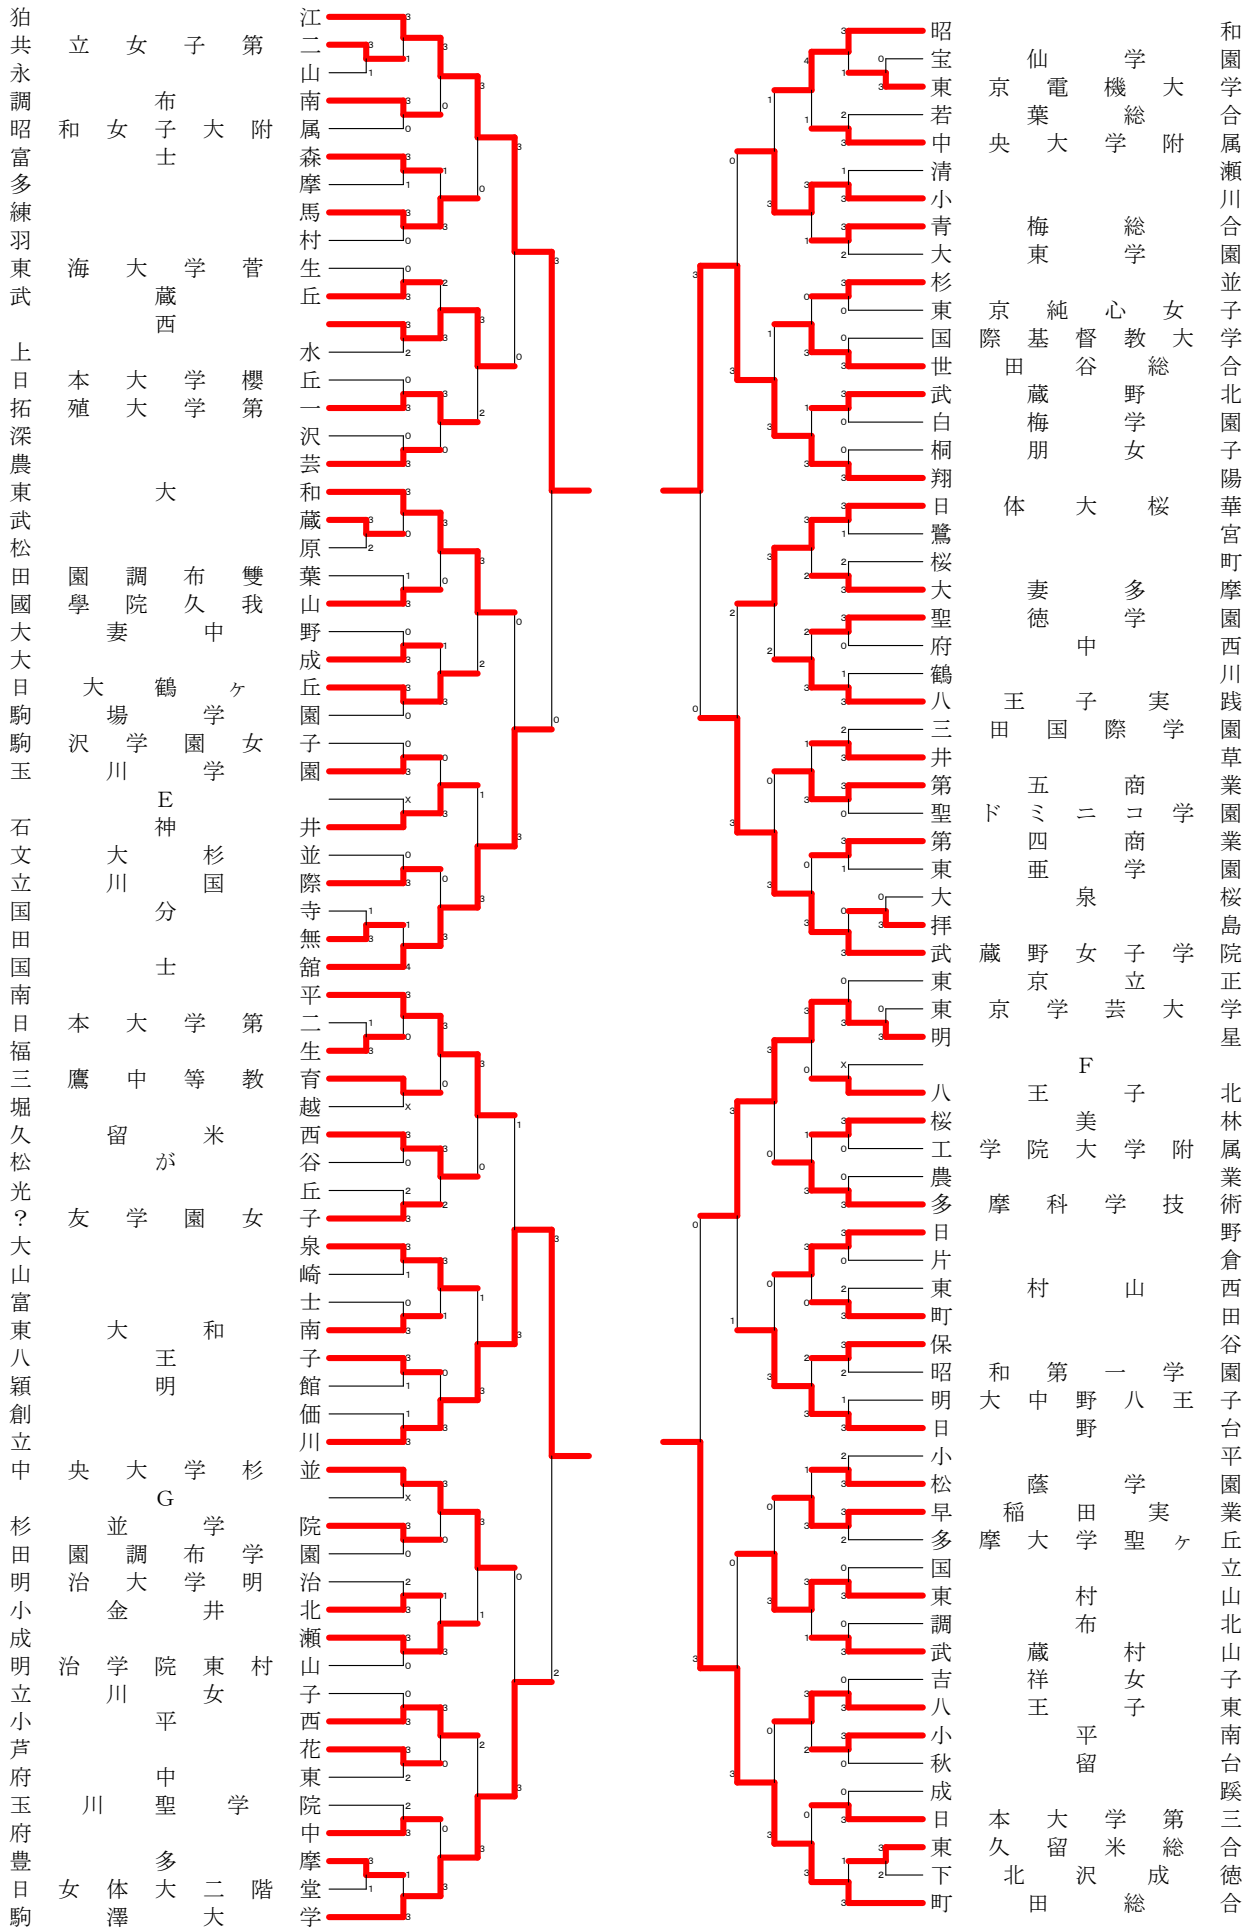 狛江
共立女子第二
永山
調布南
昭和女子大附属
富士森
多摩
練馬
羽村
東海大学菅生
武蔵丘
西
上水
日本大学櫻丘
拓殖大学第一
深沢
農芸
東大和
武蔵
松原
田園調布雙葉
國學院久我山
大妻中野
大成
日大鶴ヶ丘
駒場学園
駒沢学園女子
玉川学園
E
石神井
文大杉並
立川国際
国分寺
田無
国士舘
南平
日本大学第二
福生
三鷹中等教育
堀越
久留米西
松が谷
光丘
?友学園女子
大泉
山崎
富士
東大和南
八王子
穎明館
創価
立川
中央大学杉並
G
杉並学院
田園調布学園
明治大学明治
小金井北
成瀬
明治学院東村山
立川女子
小平西
芦花
府中東
玉川聖学院
府中
豊多摩
日女体大二階堂
駒澤大学
昭和
宝仙学園
東京電機大学
若葉総合
中央大学附属
清瀬
小川
青梅総合
大東学園
杉並
東京純心女子
国際基督教大学
世田谷総合
武蔵野北
白梅学園
桐朋女子
翔陽
日体大桜華
鷺宮
桜町
大妻多摩
聖徳学園
府中西
鶴川
八王子実践
三田国際学園
井草
第五商業
聖ドミニコ学園
第四商業
東亜学園
大泉桜
拝島
武蔵野女子学院
東京立正
東京学芸大学
明星
F
八王子北
桜美林
工学院大学附属
農業
多摩科学技術
日野
片倉
東村山西
町田
保谷
昭和第一学園
明大中野八王子
日野台
小平
松蔭学園
早稲田実業
多摩大学聖ヶ丘
国立
東村山
調布北
武蔵村山
吉祥女子
八王子東
小平南
秋留台
成蹊
日本大学第三
東久留米総合
下北沢成徳
町田総合